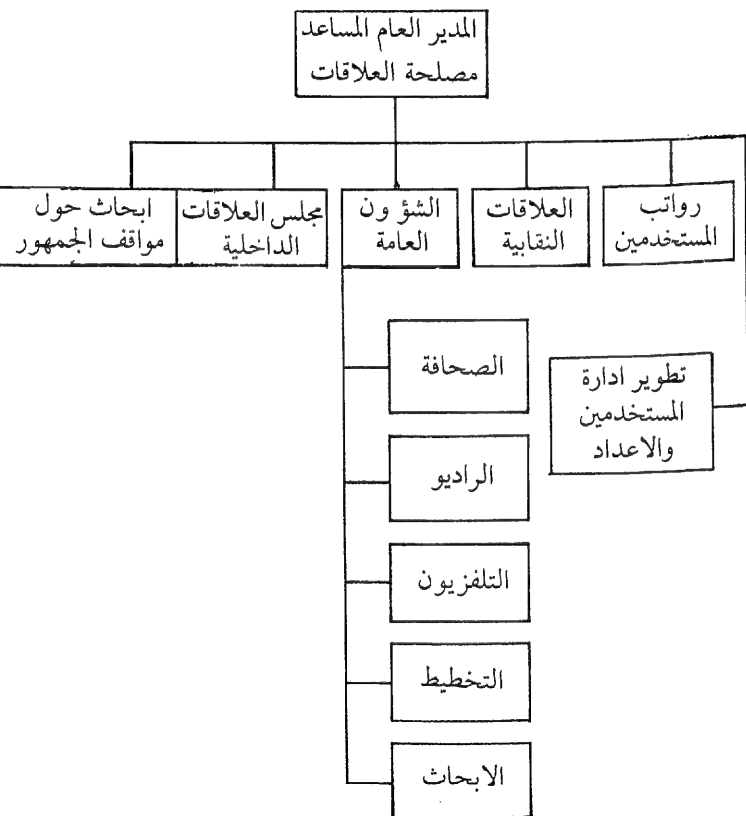 المدير العام المساعد
مصلحة العلاقات
رواتب
المستخدمين
العلاقات
النقابية
الشؤ ون
العامة
مجلس العلاقات
الداخلية
ابحاث حول
مواقف الجمهور
تطوير ادارة
المستخدمين
والاعداد
الصحافة
الراديو
التلفزيون
التخطيط
الابحاث